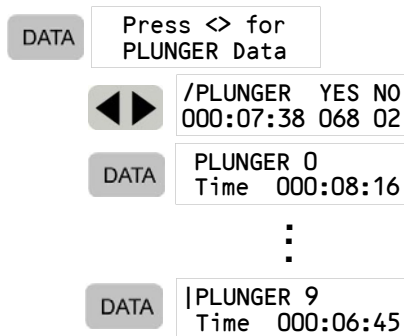 DATA
Press <> for
PLUNGER Data
/PLUNGER YES NO
000:07:38 068 02
DATA
PLUNGER 0
Time 000:08:16
DATA
|PLUNGER 9
Time 000:06:45